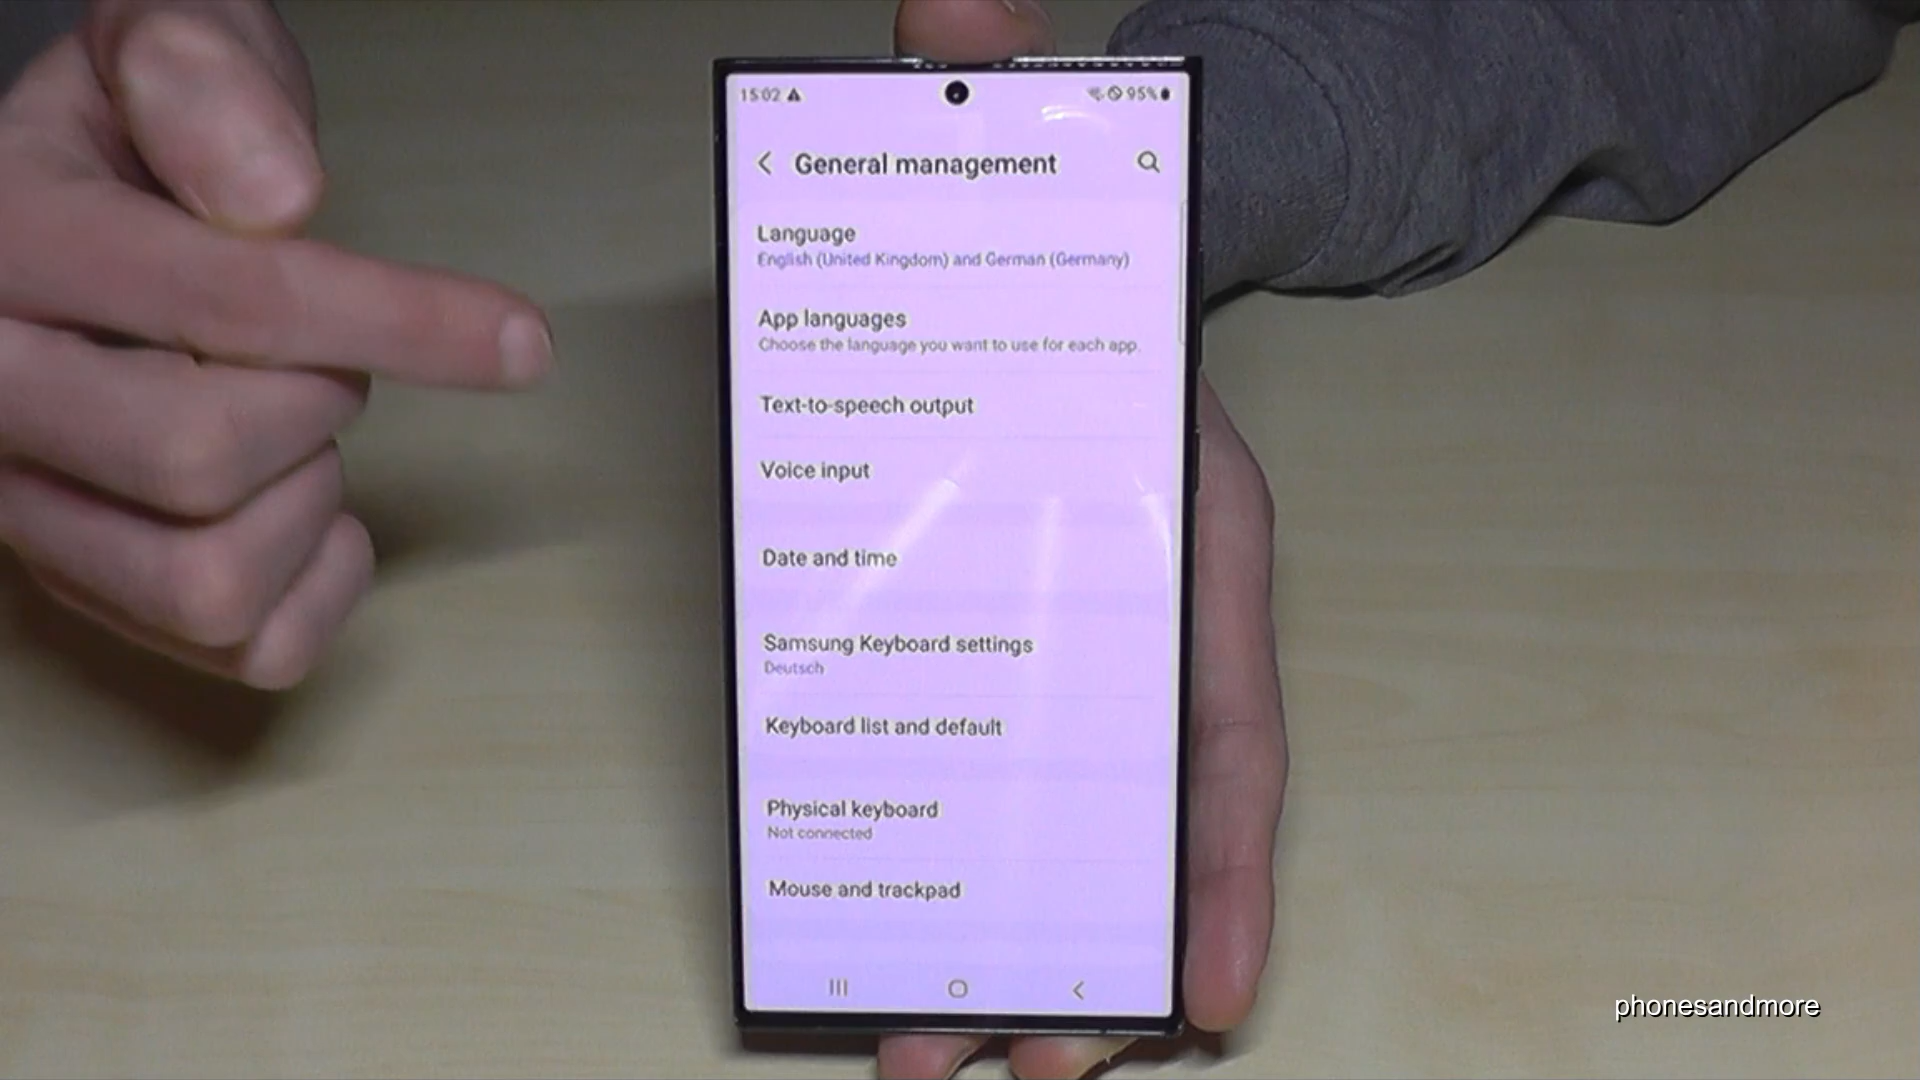 15:02
95%
General management
Language
English (United Kingdom) and German (Germany)
App languages
Choose the language you want to use for each app.
Text-to-speech output
Voice input
Date and time
Samsung Keyboard settings
Deutsch
Keyboard list and default
Physical keyboard
Not connected
Mouse and trackpad
phonesandmore